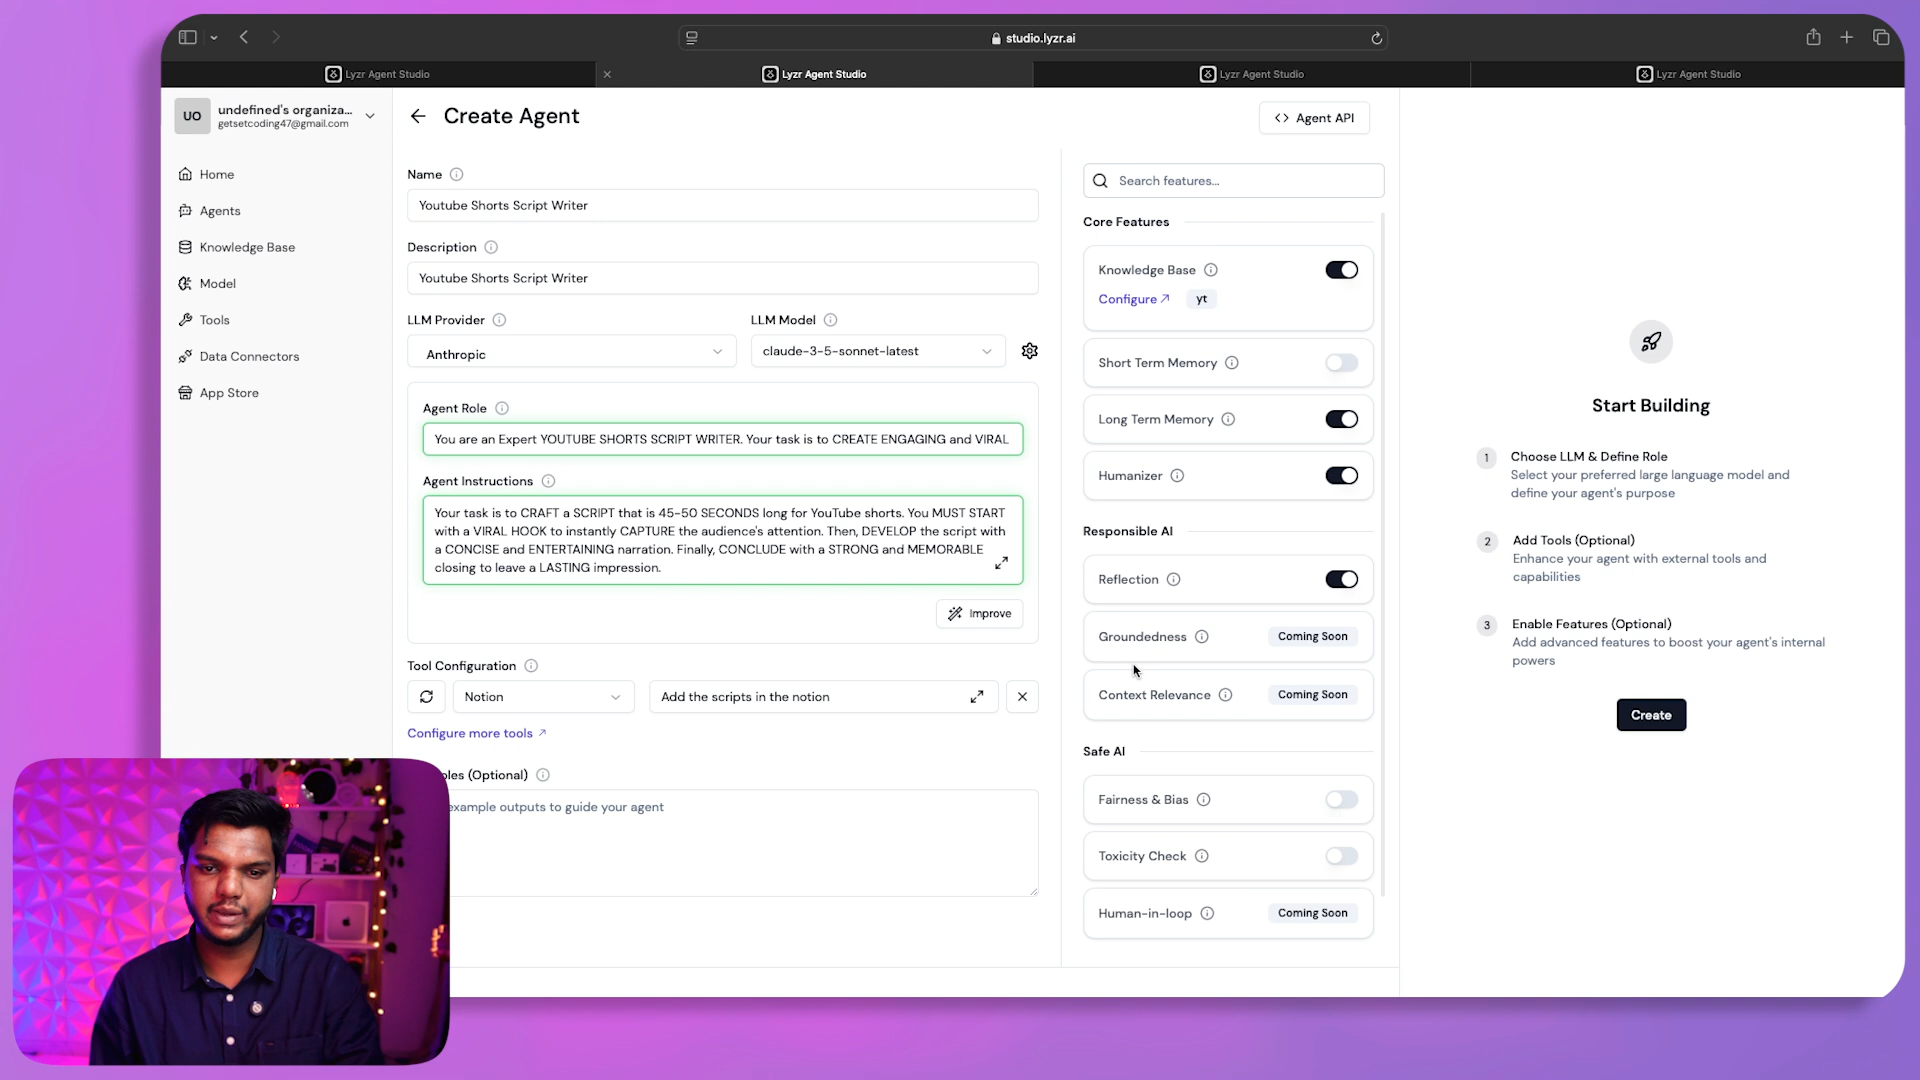 studio.lyzr.ai
Lyzr Agent Studio
Lyzr Agent Studio
Lyzr Agent Studio
Lyzr Agent Studio
UO
undefined's organiza...
getsetcoding47@gmail.com
Home
Agents
Knowledge Base
Model
Tools
Data Connectors
App Store
Create Agent
Agent API
Name
Youtube Shorts Script Writer
Description
Youtube Shorts Script Writer
LLM Provider
LLM Model
Anthropic
claude-3-5-sonnet-latest
Agent Role
You are an Expert YOUTUBE SHORTS SCRIPT WRITER. Your task is to CREATE ENGAGING and VIRAL
Agent Instructions
Your task is to CRAFT a SCRIPT that is 45-50 SECONDS long for YouTube shorts. You MUST START
with a VIRAL HOOK to instantly CAPTURE the audience's attention. Then, DEVELOP the script with
a CONCISE and ENTERTAINING narration. Finally, CONCLUDE with a STRONG and MEMORABLE
closing to leave a LASTING impression.
Improve
Tool Configuration
Notion
Add the scripts in the notion
Configure more tools
ples (Optional)
example outputs to guide your agent
Search features...
Core Features
Knowledge Base
Configure
yt
Short Term Memory
Long Term Memory
Humanizer
Responsible AI
Reflection
Groundedness
Coming Soon
Context Relevance
Coming Soon
Safe AI
Fairness & Bias
Toxicity Check
Human-in-loop
Coming Soon
Start Building
1
Choose LLM & Define Role
Select your preferred large language model and
define your agent's purpose
2
Add Tools (Optional)
Enhance your agent with external tools and
capabilities
3
Enable Features (Optional)
Add advanced features to boost your agent's internal
powers
Create